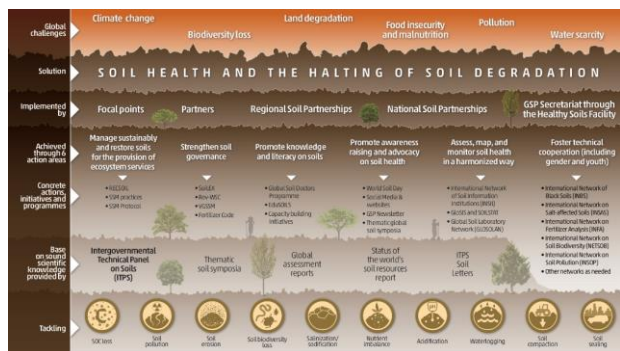 Global
challenges
Climate change
Biodiversity loss
Land degradation
Food insecurity
and malnutrition
Pollution
Water scarcity
Solution
SOIL HEALTH AND THE HALTING OF SOIL DEGRADATION
Implemented
by
Focal points
Partners
Regional Soil Partnerships
National Soil Partnerships
GSP Secretariat through
the Healthy Soils Facility
Achieved
through 6
action areas
Manage sustainably
and restore soils
for the provision of
ecosystem services
Strengthen soil
governance
Promote knowledge
and literacy on soils
Promote awareness
raising and advocacy
on soil health
Assess, map, and
monitor soil health
in a harmonized way
Foster technical
cooperation (including
gender and youth)
Concrete
actions,
initiatives and
programmes
• RECSOIL
• SSM practices
• SSM Protocol
• SoiLEX
• Rev-WSC
• VGSSM
• Fertilizer Code
• Global Soil Doctors
Programme
• EduSOILS
• Capacity building
initiatives
• World Soil Day
• Social Media &
websites
• GSP Newsletter
• Thematic global
soil symposia
• International Network
of Soil Information
Institutions (INSII)
• GloSIS and
• Global Soil Laboratory
Network (GLOSOLAN)
• International Network of
Black Soils (INBS)
• International Network on
Salt-affected Soils (INSAS)
• International Network on
Fertilizer Analysis (INFA)
• International Network on
Soil Biodiversity (NETSOB)
• International Network on
Soil Pollution (INSOP)
• Other networks as needed
Base
on sound
scientific
knowledge
provided by
Intergovernmental
Technical Panel
on Soils
(ITPS)
Thematic
soil symposia
Global
assessment
reports
Status of
the world's
soil resources
report
ITPS
Soil
Letters
Tackling
SOC loss
Soil
pollution
Soil
erosion
Soil biodiversity
loss
Salinization/
sodification
Nutrient
imbalance
Acidification
Waterlogging
Soil
compaction
Soil
sealing